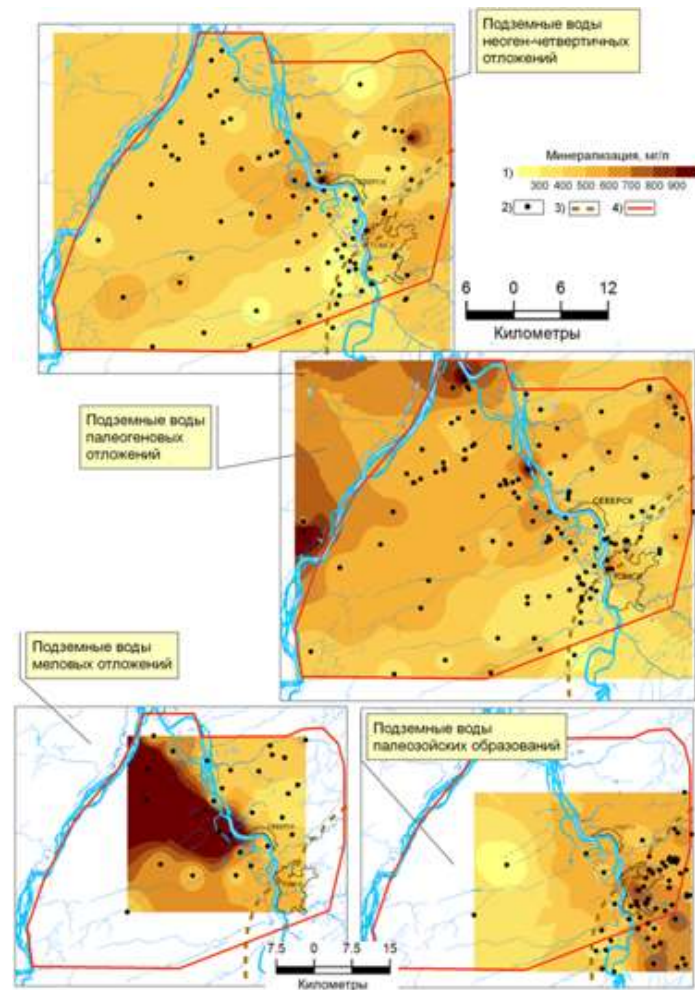 Подземные воды
неоген-четвертичных
отложений
Минерализация, мг/л
1)
300 400 500 600 700 800 900
2) 3) 4)
6 0 6 12
Километры
Подземные воды
палеогеновых
отложений
СЕВЕРСК
ТОМСК
Подземные воды
меловых отложений
Подземные воды
палеозойских образований
7.5 0 7.5 15
Километры